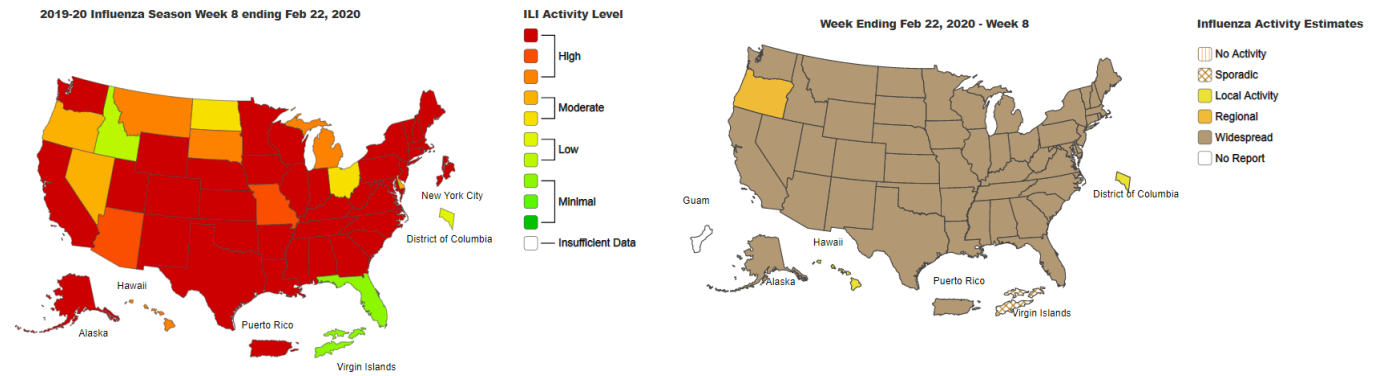 2019-20 Influenza Season Week 8 ending Feb 22, 2020
ILI Activity Level
High
Moderate
Low
Minimal
Insufficient Data
New York City
District of Columbia
Hawaii
Alaska
Puerto Rico
Virgin Islands
Week Ending Feb 22, 2020 - Week 8
Influenza Activity Estimates
No Activity
Sporadic
Local Activity
Regional
Widespread
No Report
District of Columbia
Guam
Hawaii
Alaska
Puerto Rico
Virgin Islands